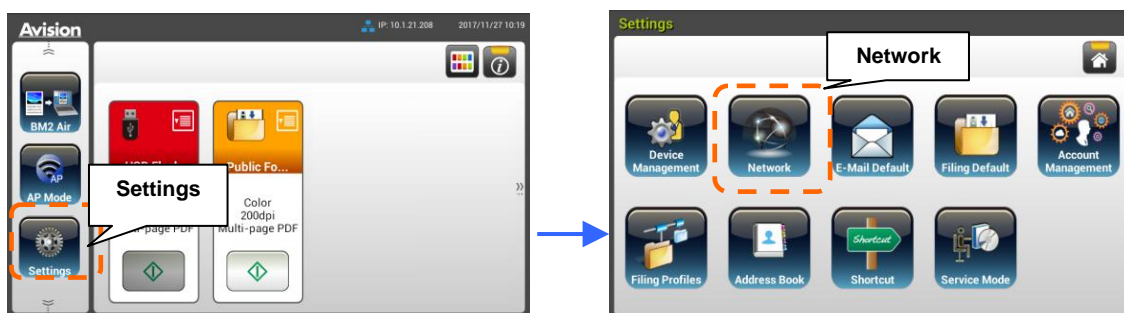 Avision
IP: 10.1.21.208
2017/11/27 10:19
BM2 Air
AP
AP Mode
Settings
Settings
Public Fo...
Color
200dpi
Multi-page PDF
-page PDF
Settings
Network
Device
Management
Network
E-Mail Default
Filing Default
Account
Management
Filing Profiles
Address Book
Shortcut
Shortcut
Service Mode